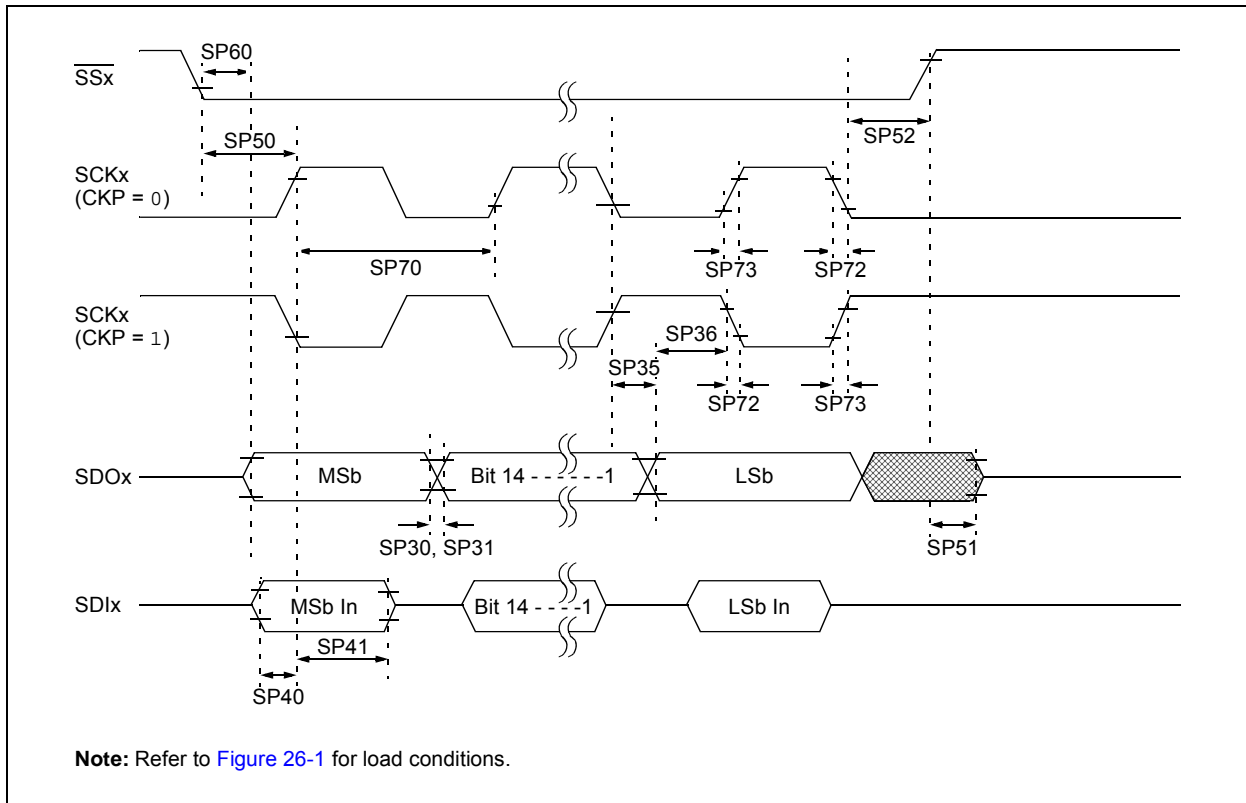 SP60
SSx
SP50
SP52
SCKx
(CKP = 0)
SP70
SP73
SP72
SCKx
(CKP = 1)
SP36
SP35
SP72
SP73
SDOx
MSb
Bit 14 - - - - - -1
LSb
SP30, SP31
SP51
SDIx
MSb In
Bit 14 - - - -1
LSb In
SP41
SP40
Note: Refer to Figure 26-1 for load conditions.